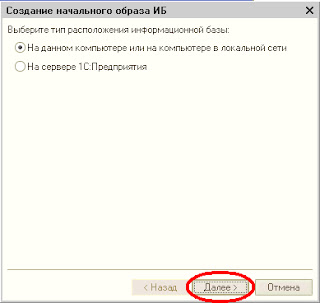 Создание начального образа ИБ
Выберите тип расположения информационной базы:
На данном компьютере или на компьютере в локальной сети
На сервере 1С:Предприятия
< Назад
Далее >
Отмена